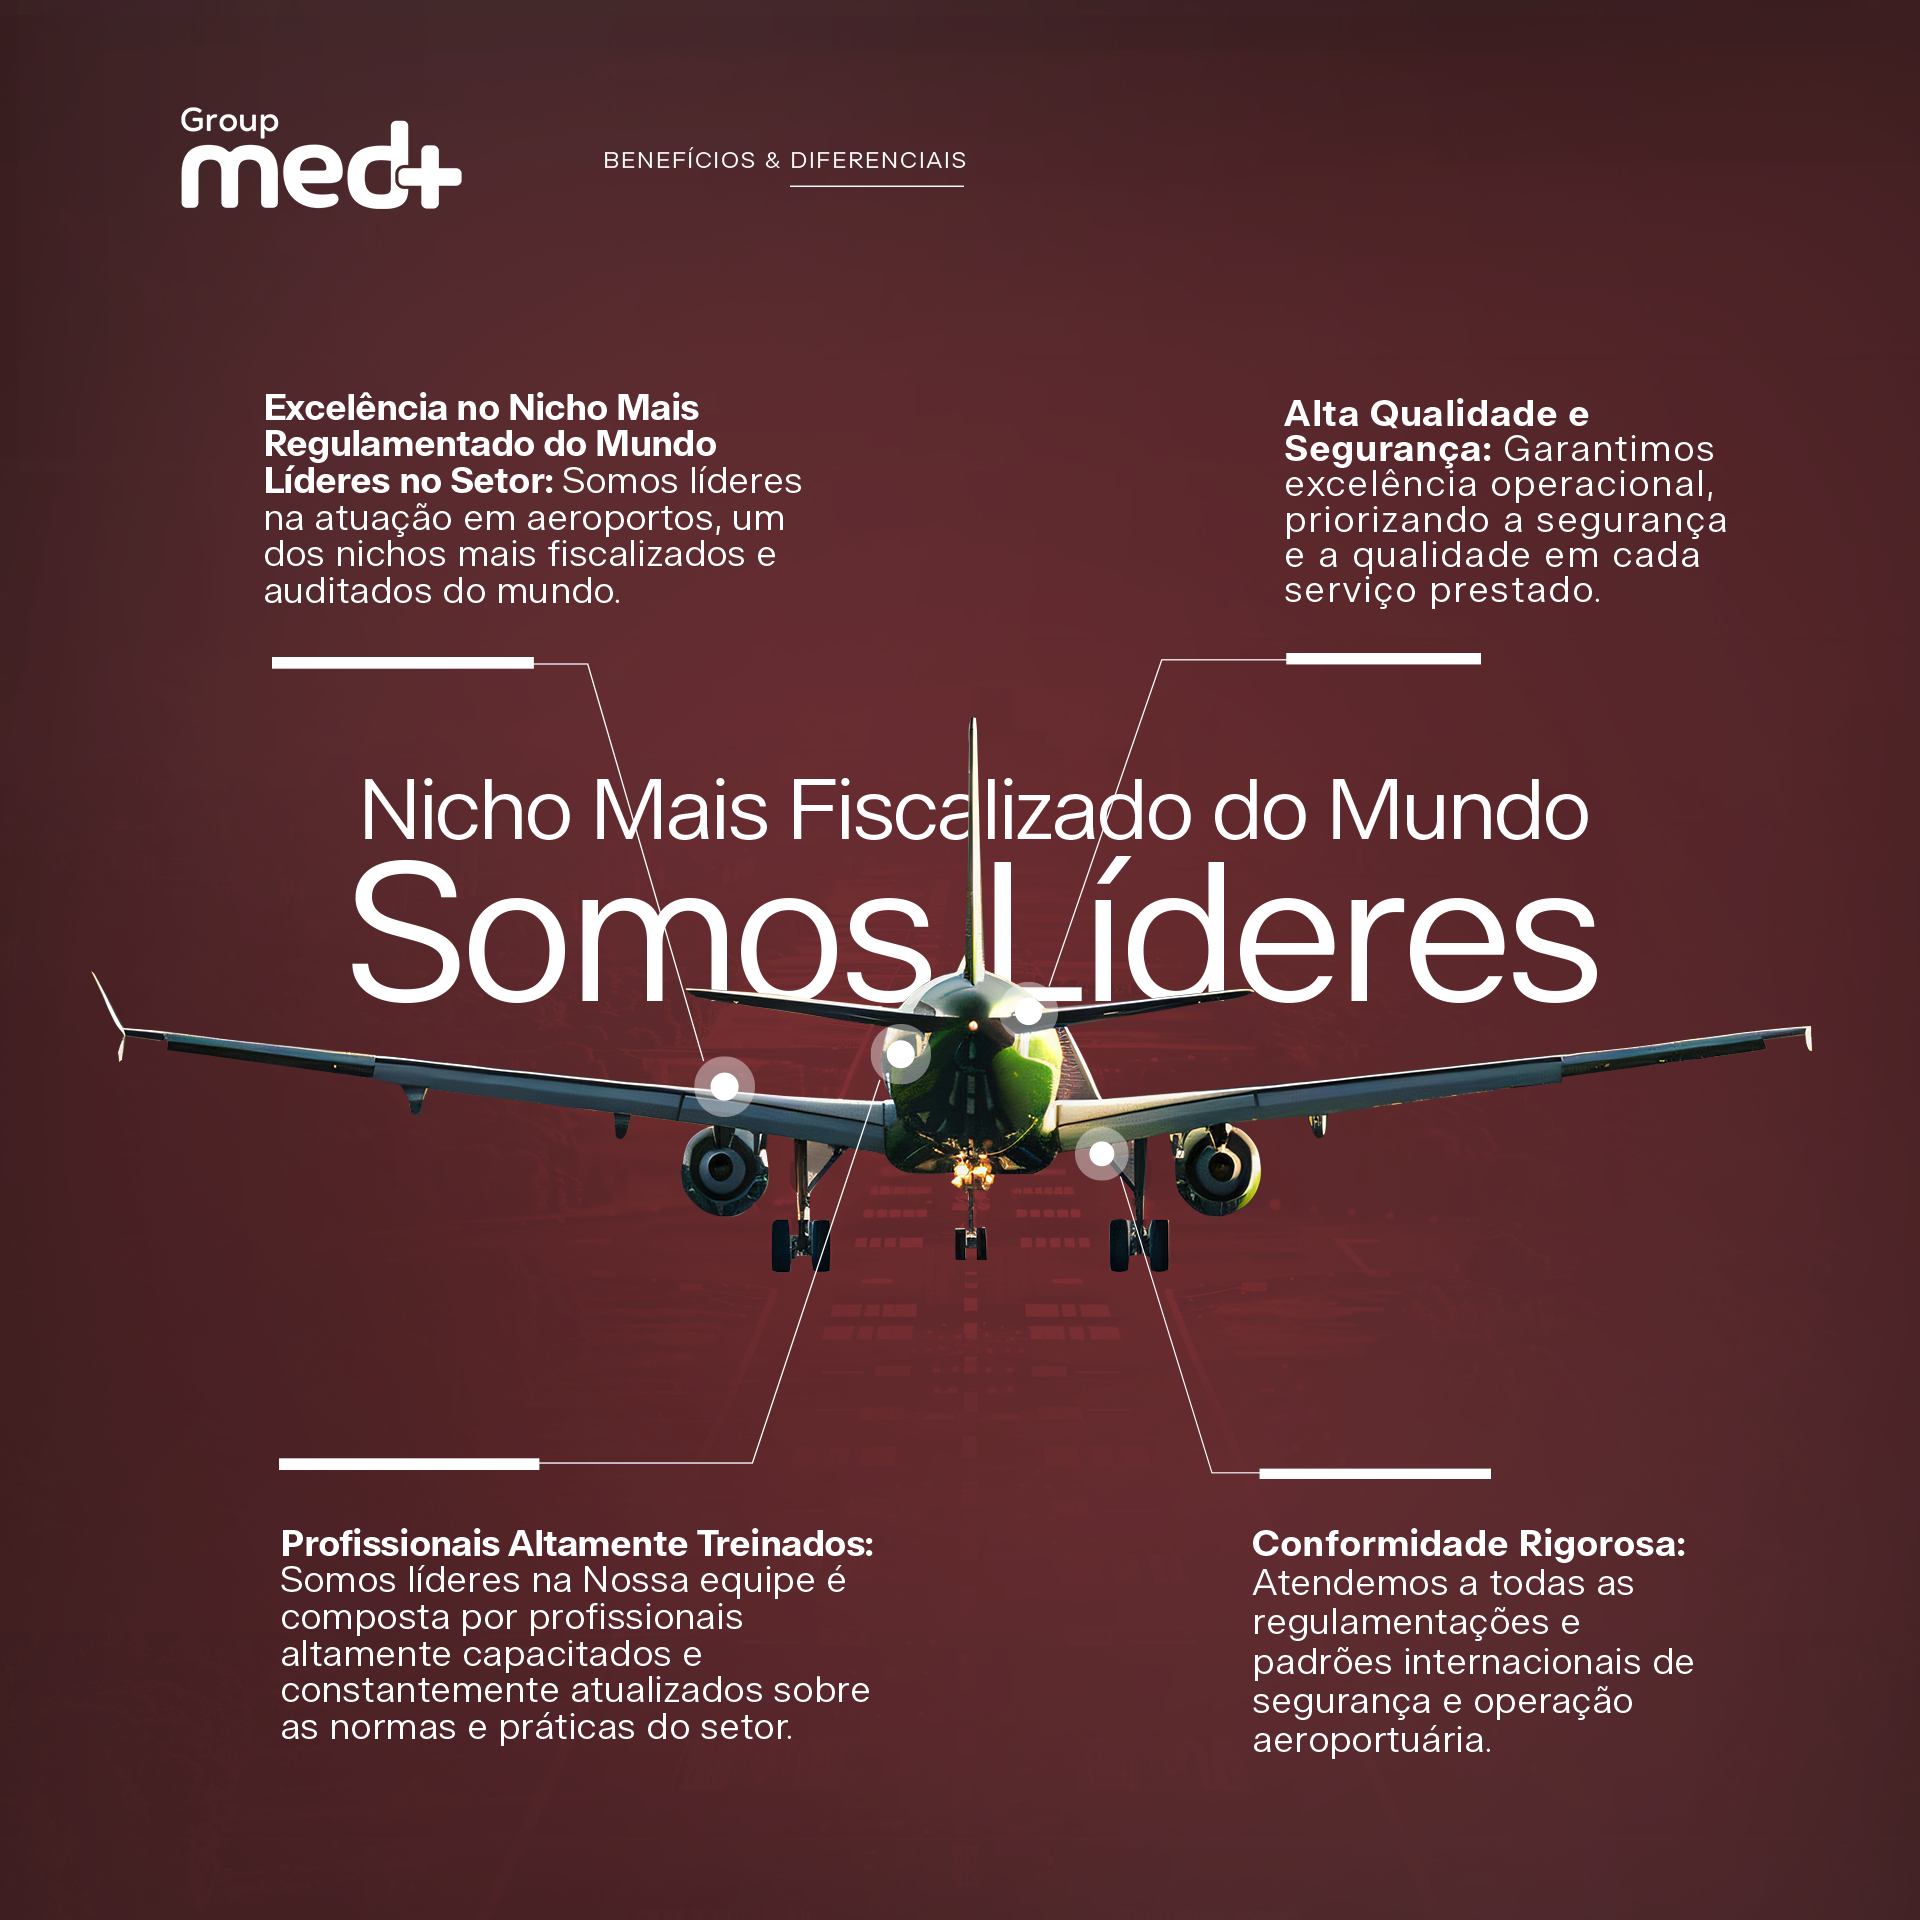 Group
med+
BENEFÍCIOS & DIFERENCIAIS
Excelência no Nicho Mais
Regulamentado do Mundo
Líderes no Setor: Somos líderes
na atuação em aeroportos, um
dos nichos mais fiscalizados e
auditados do mundo.
Alta Qualidade e
Segurança: Garantimos
excelência operacional,
priorizando a segurança
e a qualidade em cada
serviço prestado.
Nicho Mais Fiscalizado do Mundo
Somos Líderes
Profissionais Altamente Treinados:
Somos líderes na Nossa equipe é
composta por profissionais
altamente capacitados e
constantemente atualizados sobre
as normas e práticas do setor.
Conformidade Rigorosa:
Atendemos a todas as
regulamentações e
padrões internacionais de
segurança e operação
aeroportuária.